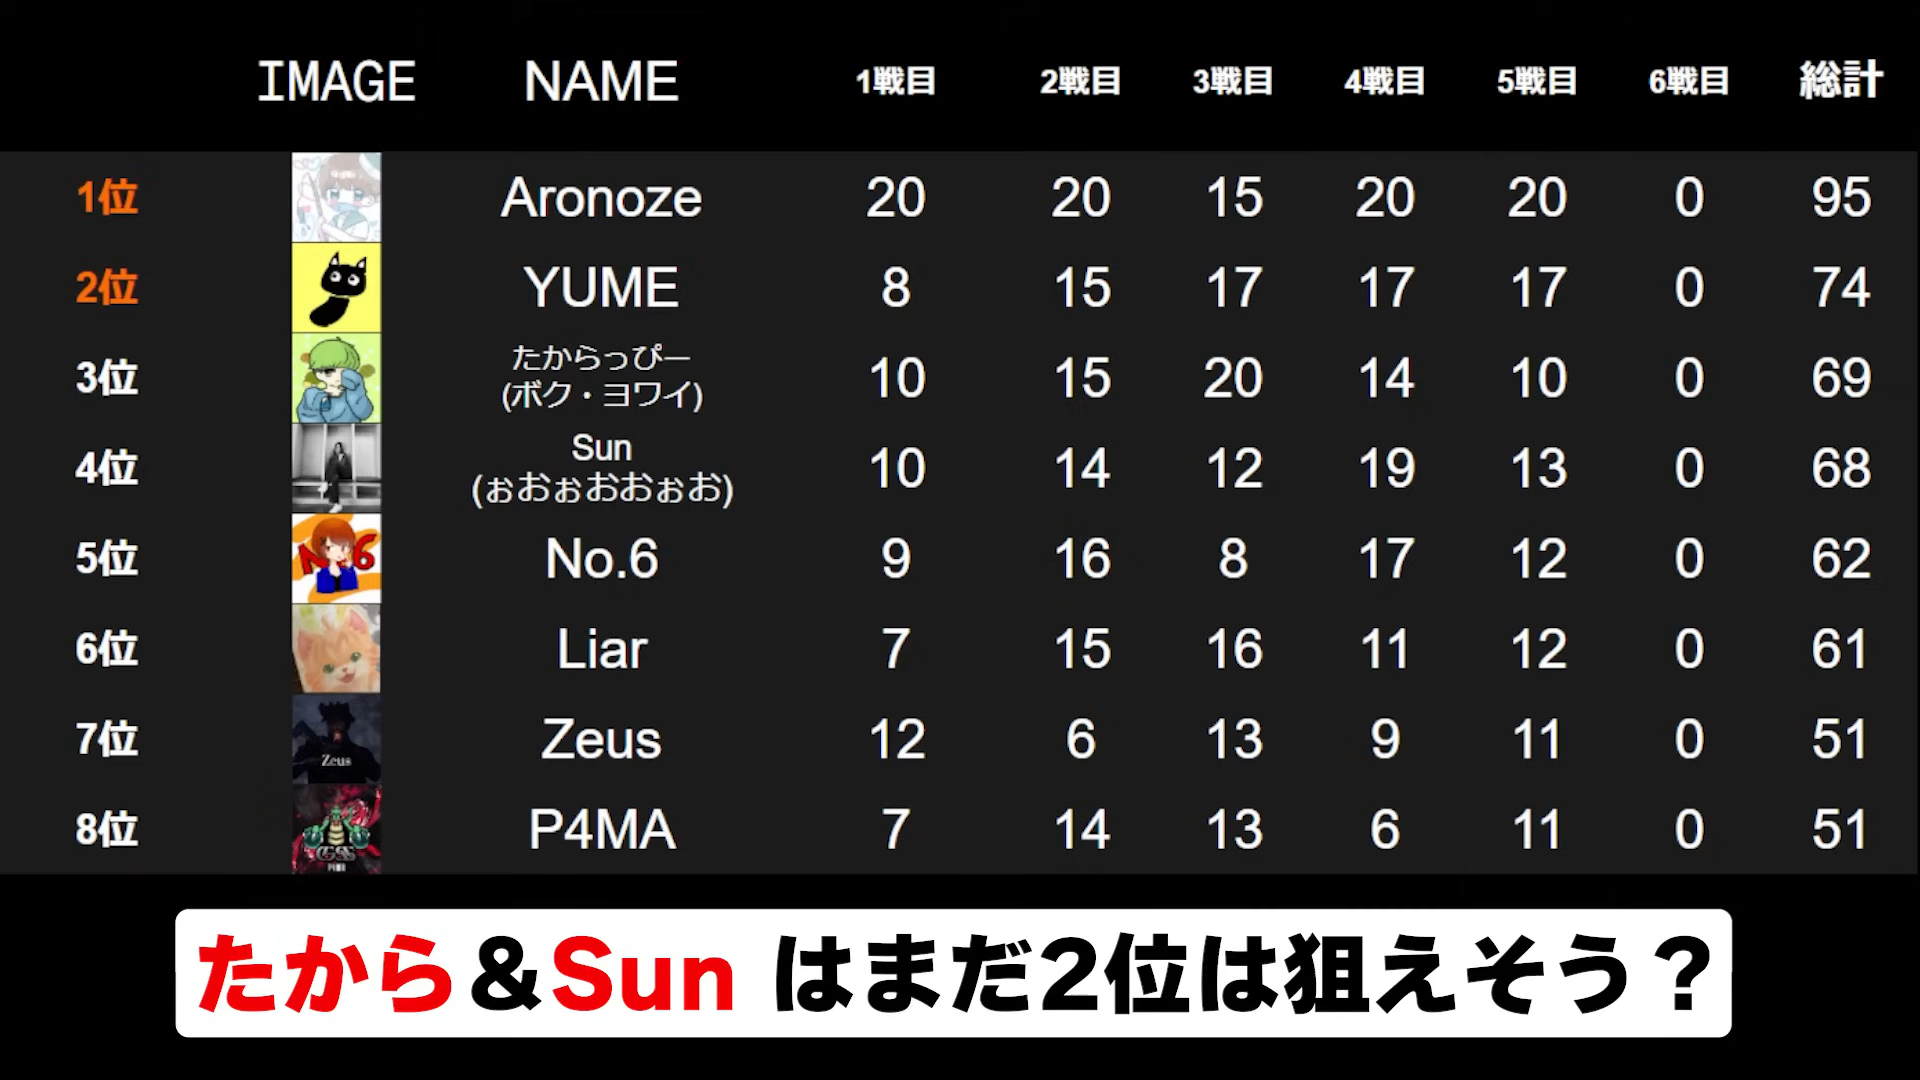 IMAGE NAME 1戦目 2戦目 3戦目 4戦目 5戦目 6戦目 総計
1位 Aronoze 20 20 15 20 20 0 95
2位 YUME 8 15 17 17 17 0 74
たからっぴー
3位 (ボク・ヨワイ) 10 15 20 14 10 0 69
Sun
4位 (ぉおぉおおぉお) 10 14 12 19 13 0 68
5位 No.6 9 16 8 17 12 0 62
6位 Liar 7 15 16 11 12 0 61
7位 Zeus Zeus 12 6 13 9 11 0 51
8位 P4MA 7 14 13 6 11 0 51
たから&Sun はまだ2位は狙えそう？